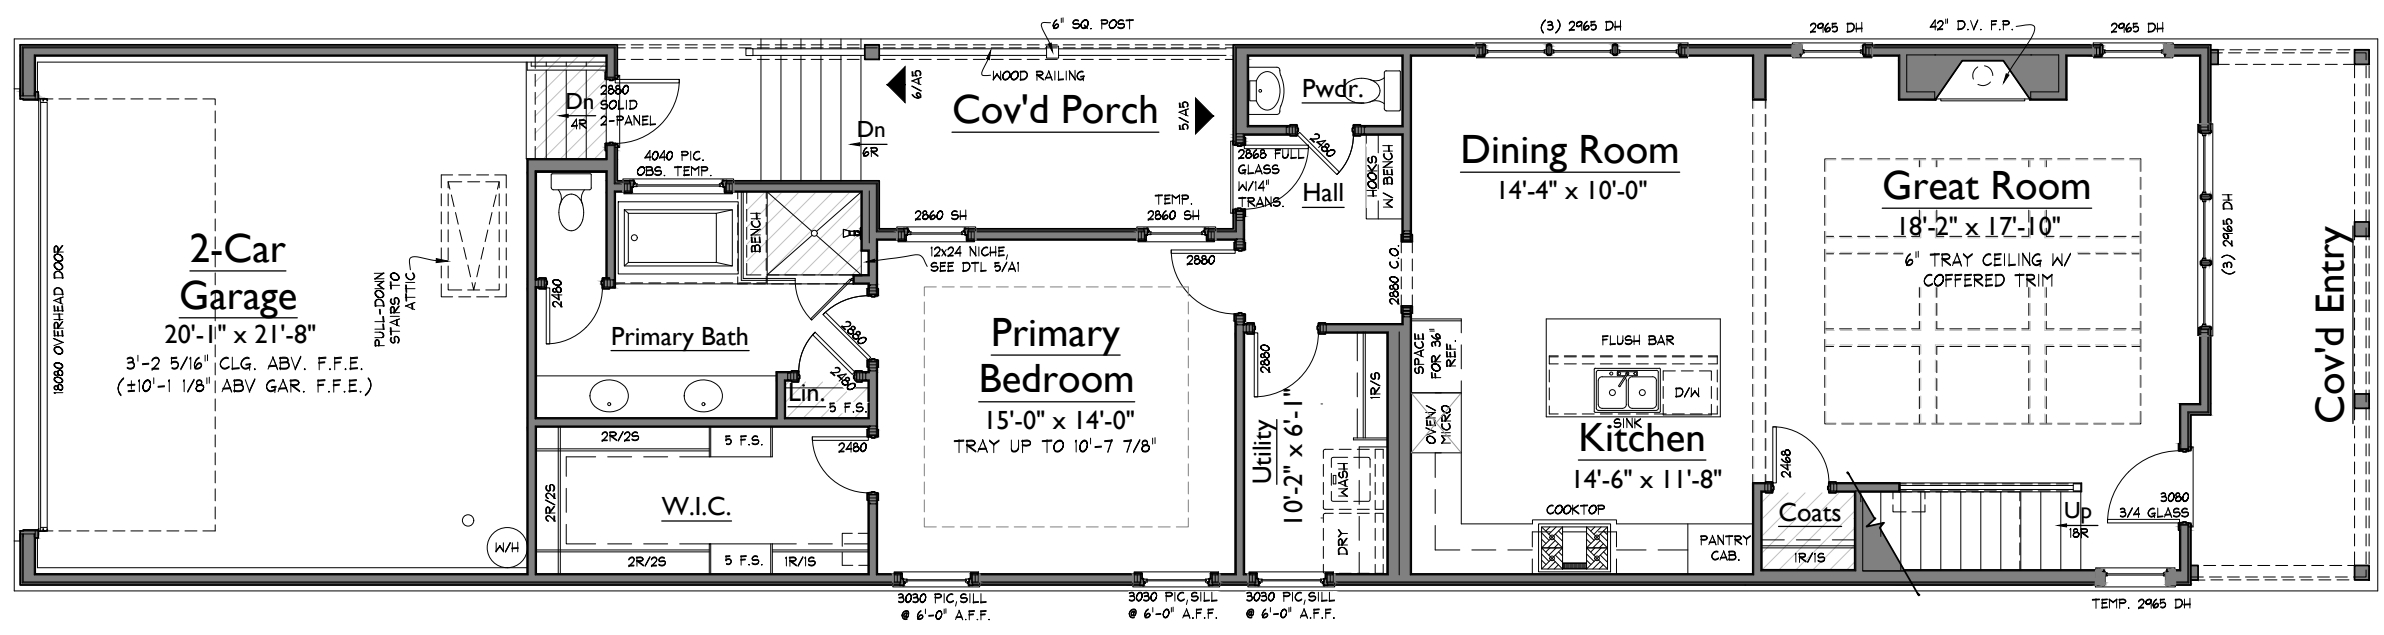 6" SQ. POST
(3) 2965 DH
2965 DH
42" D.V. F.P.
2965 DH
WOOD RAILING
6/A5
Cov'd Porch
5/A5
Pwdr.
2880
SOLID
2-PANEL
Dn
4R
Dn
6R
4040 PIC.
OBS. TEMP.
2480
2868 FULL
GLASS
W/14"
TRANS.
Hall
HOOKS
W/ BENCH
Dining Room
14'-4" x 10'-0"
Great Room
18'-2" x 17'-10"
6" TRAY CEILING W/
COFFERED TRIM
(3) 2965 DH
Cov'd Entry
18080 OVERHEAD DOOR
2-Car
Garage
20'-1" x 21'-8"
3'-2 5/16" CLG. ABV. F.F.E.
(±10'-1 1/8" ABV GAR. F.F.E.)
PULL-DOWN
STAIRS TO
ATTIC
BENCH
2860 SH
TEMP.
2860 SH
12x24 NICHE,
SEE DTL 5/A1
2880
2880 C.O.
2480
Primary Bath
2880
2480
Lin.
5 F.S.
Primary
Bedroom
15'-0" x 14'-0"
TRAY UP TO 10'-7 7/8"
2880
1R/S
Utility
10'-2" x 6'-1"
WASH
DRY
SPACE
FOR 36"
REF.
OVEN/
MICRO
FLUSH BAR
D/W
SINK
Kitchen
14'-6" x 11'-8"
COOKTOP
PANTRY
CAB.
2468
Coats
1R/1S
Up
18R
3080
3/4 GLASS
2R/2S
5 F.S.
2480
2R/2S
W.I.C.
2R/2S
5 F.S.
1R/1S
W/H
3030 PIC, SILL
@ 6'-0" A.F.F.
3030 PIC, SILL
@ 6'-0" A.F.F.
3030 PIC, SILL
@ 6'-0" A.F.F.
TEMP. 2965 DH